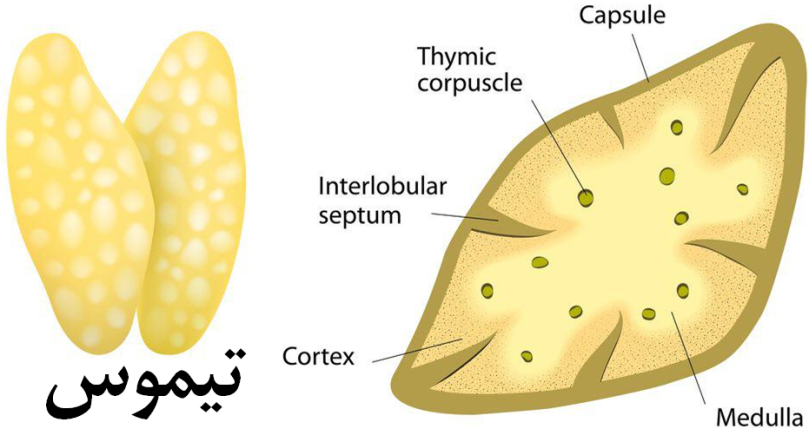 Capsule
Thymic
corpuscle
Interlobular
septum
Cortex
Medulla
تیموس